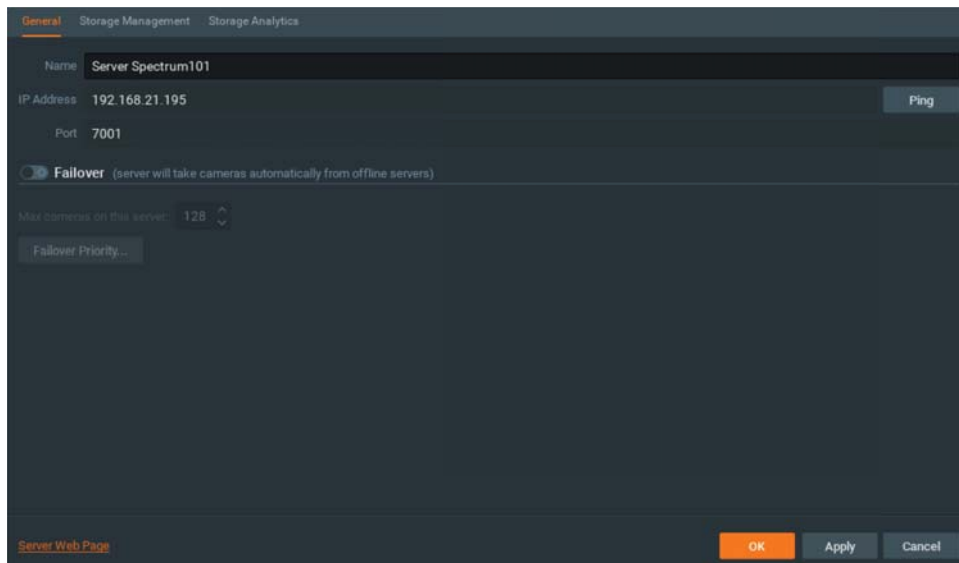 General Storage Management Storage Analytics
Name Server Spectrum101
IP Address 192.168.21.195 Ping
Port 7001
Failover (server will take cameras automatically from offline servers)
Max cameras on this server: 128
Failover Priority...
Server Web Page OK Apply Cancel